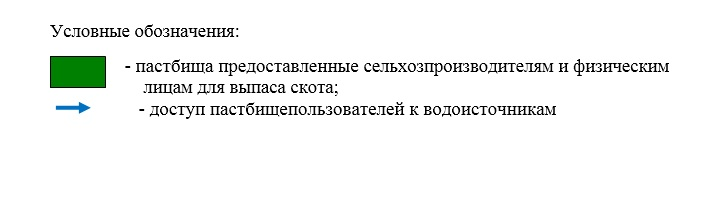 Условные обозначения:
- пастбища предоставленные сельхозпроизводителям и физическим
лицам для выпаса скота;
- доступ пастбищепользователей к водоисточникам